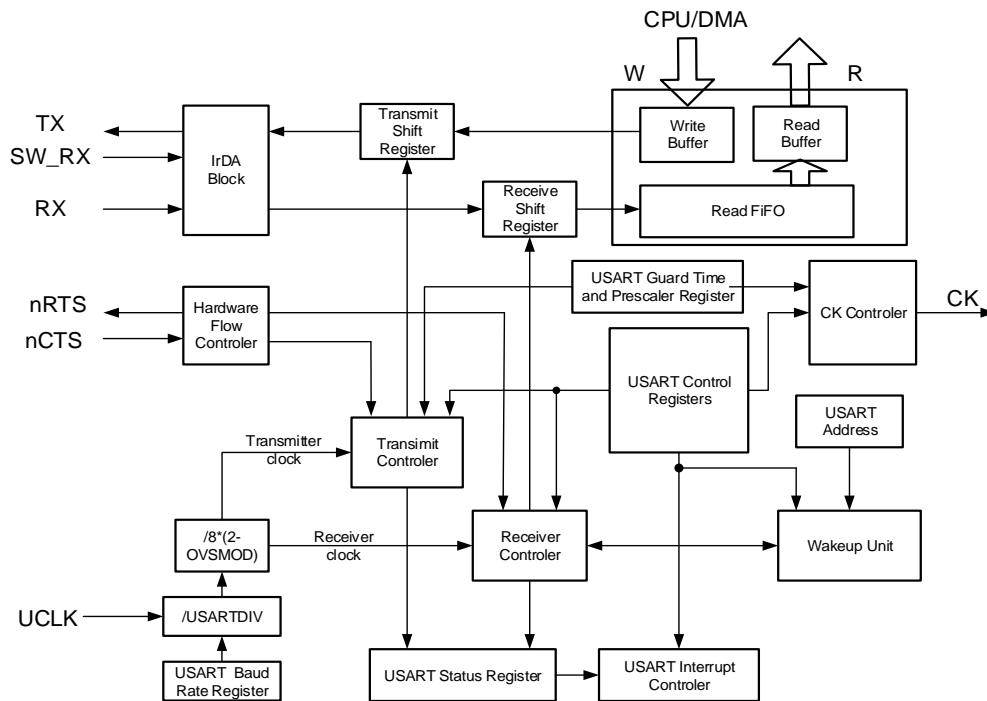 CPU/DMA
W
R
TX
SW_RX
RX
IrDA
Block
Transmit
Shift
Register
Write
Buffer
Read
Buffer
Receive
Shift
Register
Read FiFO
nRTS
nCTS
Hardware
Flow
Controler
USART Guard Time
and Prescaler Register
CK Controler
CK
USART Control
Registers
USART
Address
Transmitter
clock
Transimit
Controler
/8*(2-
OVSMOD)
Receiver
clock
Receiver
Controler
Wakeup Unit
UCLK
/USARTDIV
USART Baud
Rate Register
USART Status Register
USART Interrupt
Controler